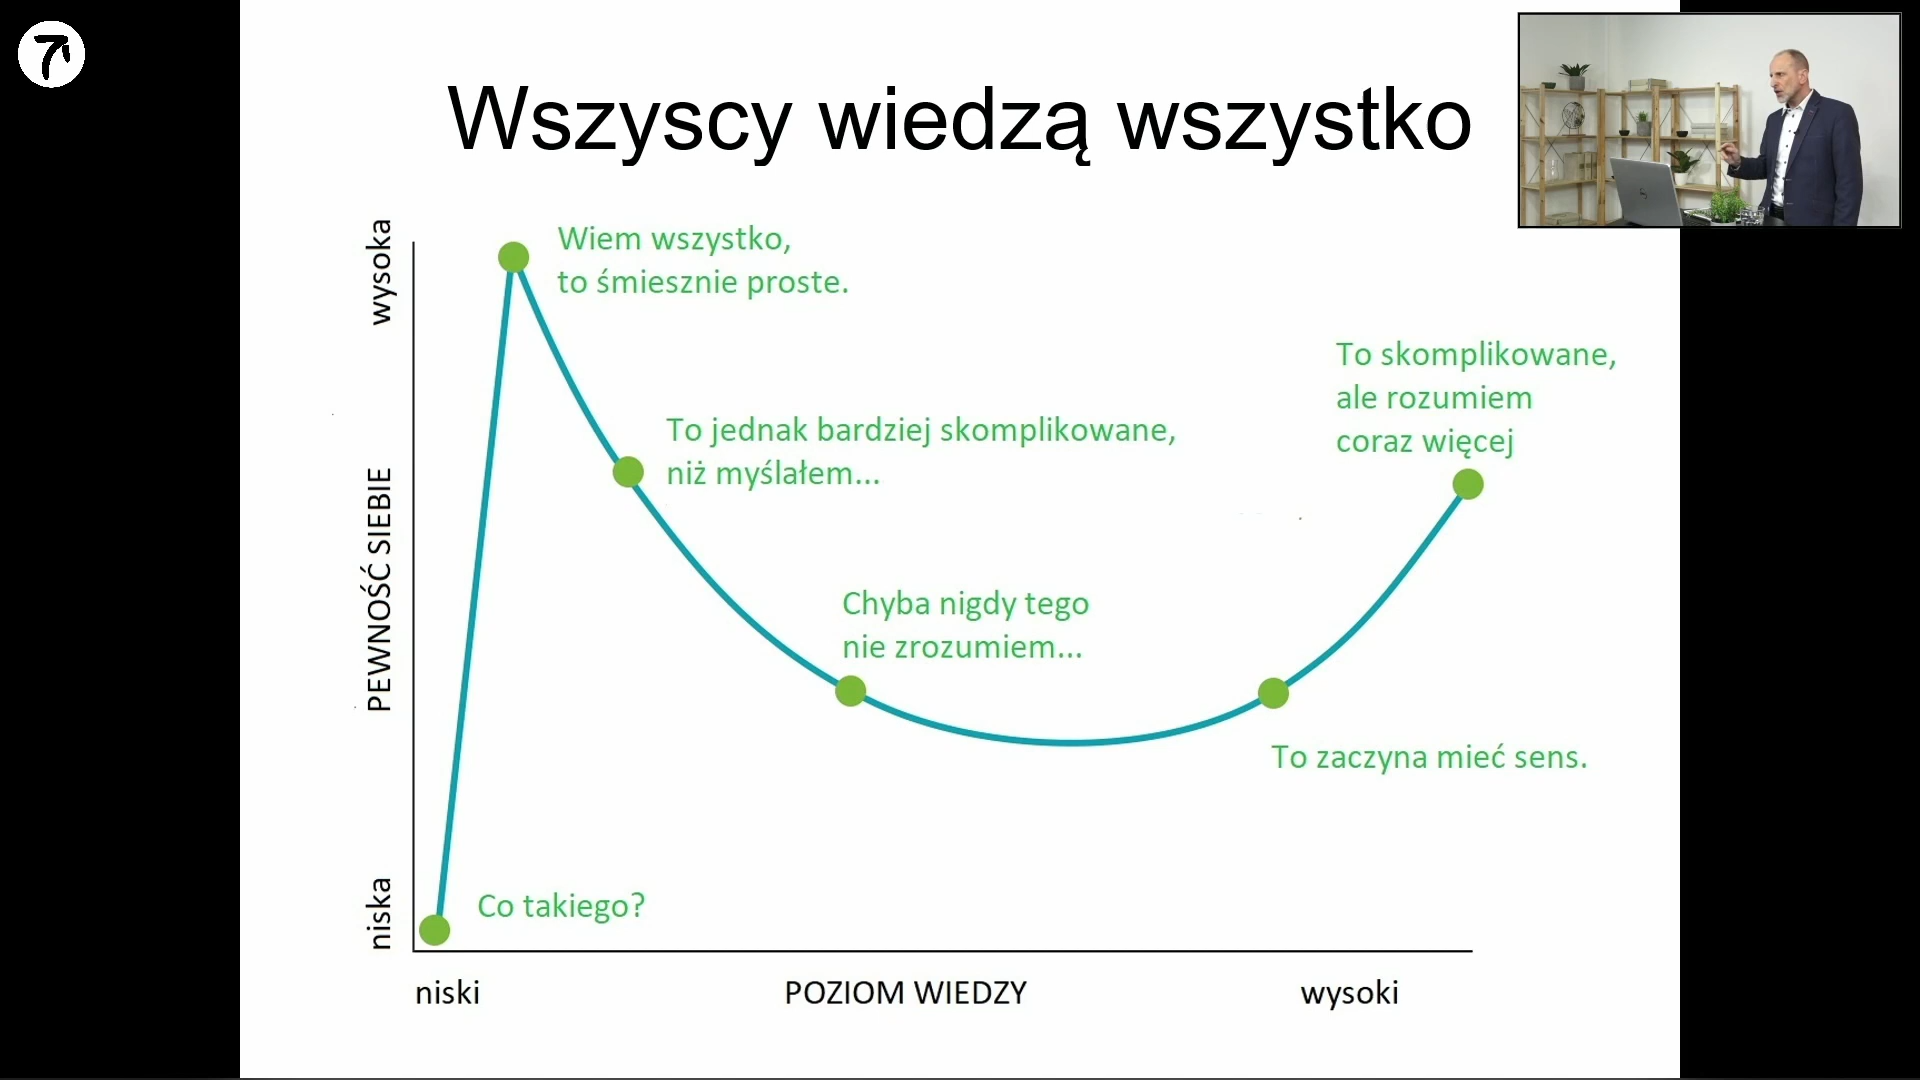 Wszyscy wiedzą wszystko
wysoka
PEWNOŚĆ SIEBIE
niska
Wiem wszystko,
to śmiesznie proste.
To jednak bardziej skomplikowane,
niż myślałem...
Chyba nigdy tego
nie zrozumiem...
To skomplikowane,
ale rozumiem
coraz więcej
To zaczyna mieć sens.
Co takiego?
niski
POZIOM WIEDZY
wysoki